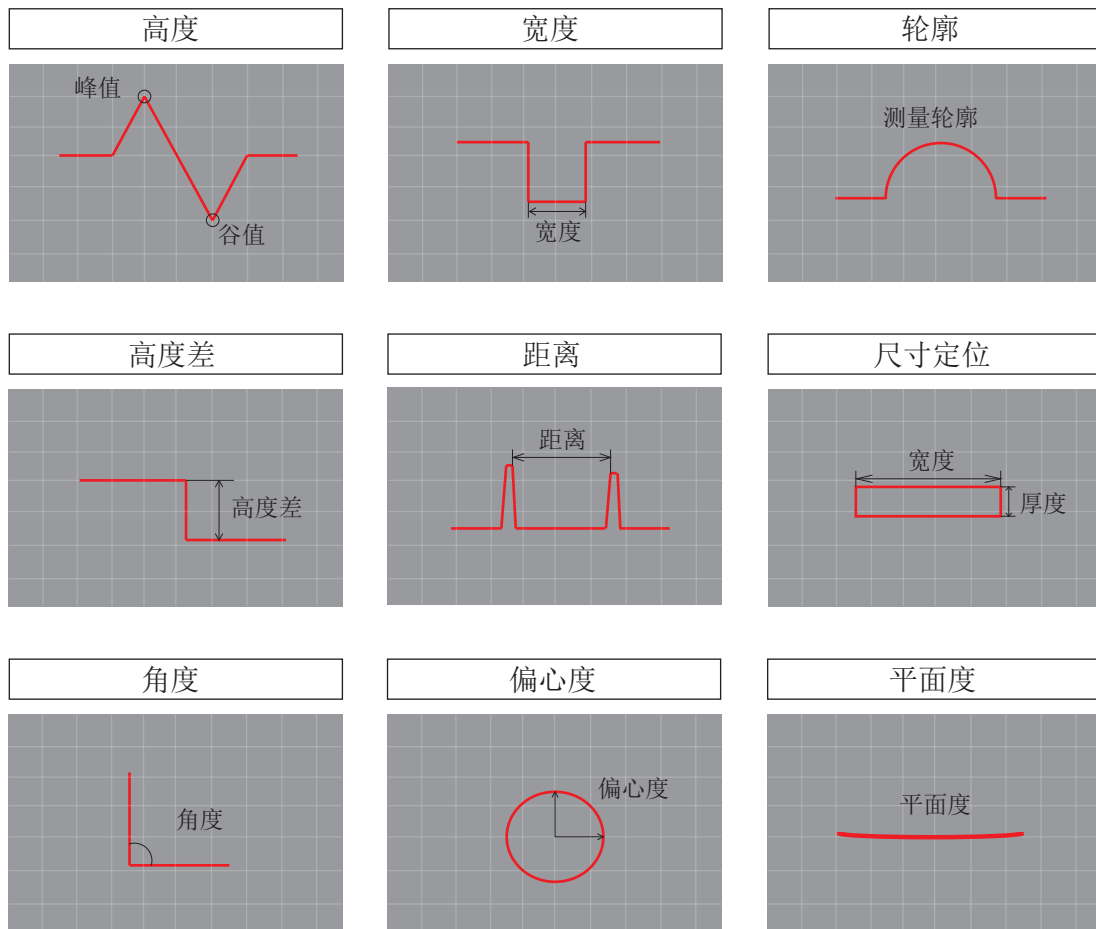 高度
宽度
轮廓
峰值
谷值
宽度
测量轮廓
高度差
距离
尺寸定位
高度差
距离
宽度
厚度
角度
偏心度
平面度
角度
偏心度
平面度